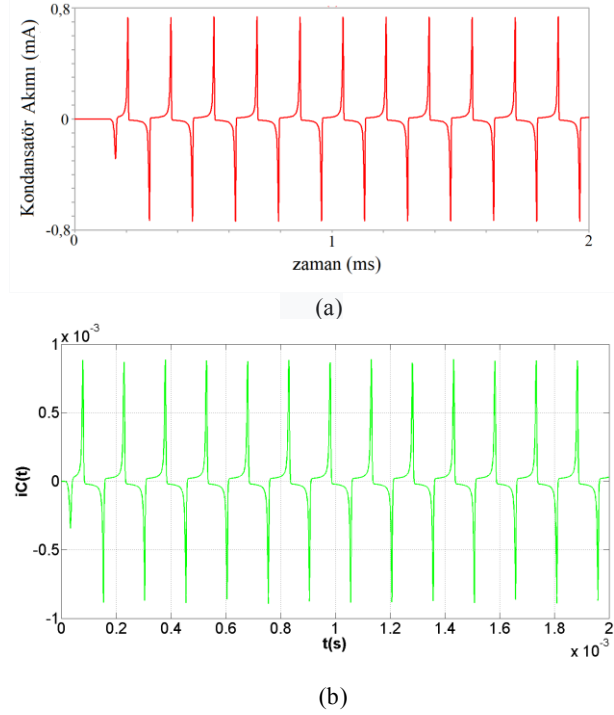 0,8
Kondansatör Akımı (mA)
0
-0,8
0
1
2
zaman (ms)
(a)
x 10⁻³
1
0.5
0
-0.5
-1
iC(t)
0 0.2 0.4 0.6 0.8 1 1.2 1.4 1.6 1.8 2
t(s)
x 10⁻³
(b)